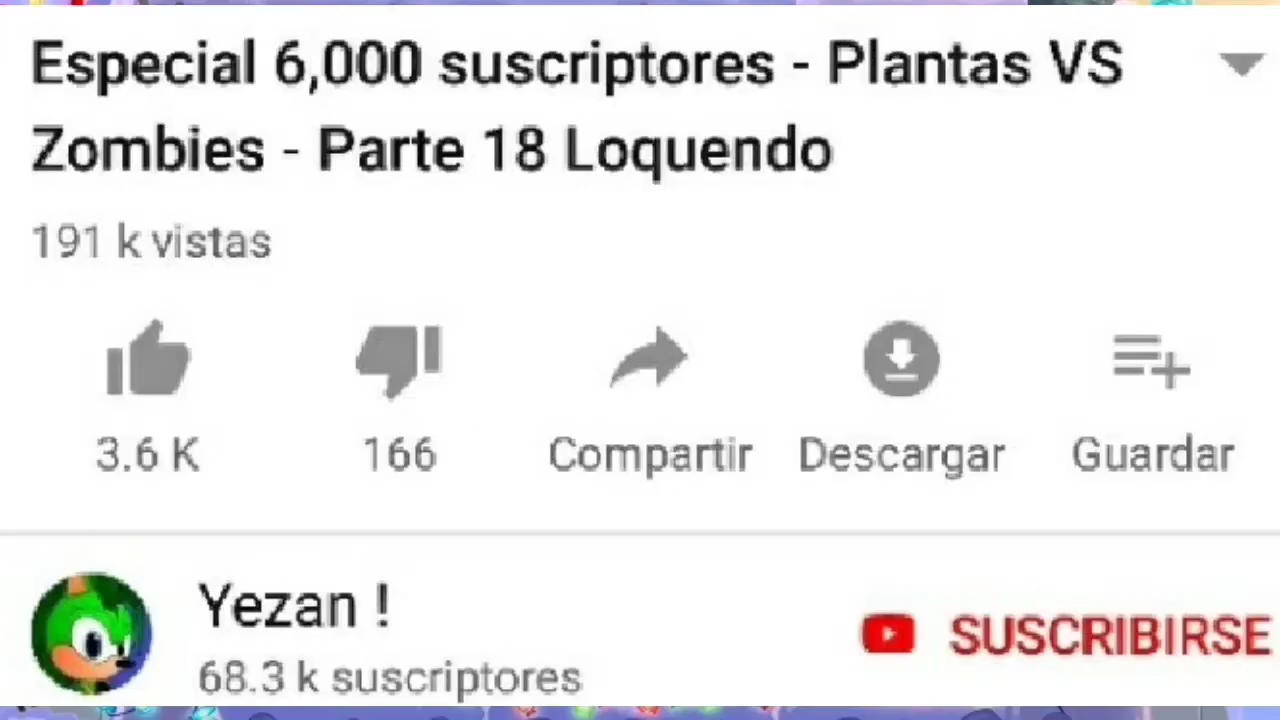 Especial 6,000 suscriptores - Plantas VS
Zombies - Parte 18 Loquendo
191 k vistas
3.6 K
166
Compartir
Descargar
Guardar
Yezan !
SUSCRIBIRSE
68.3 k suscriptores